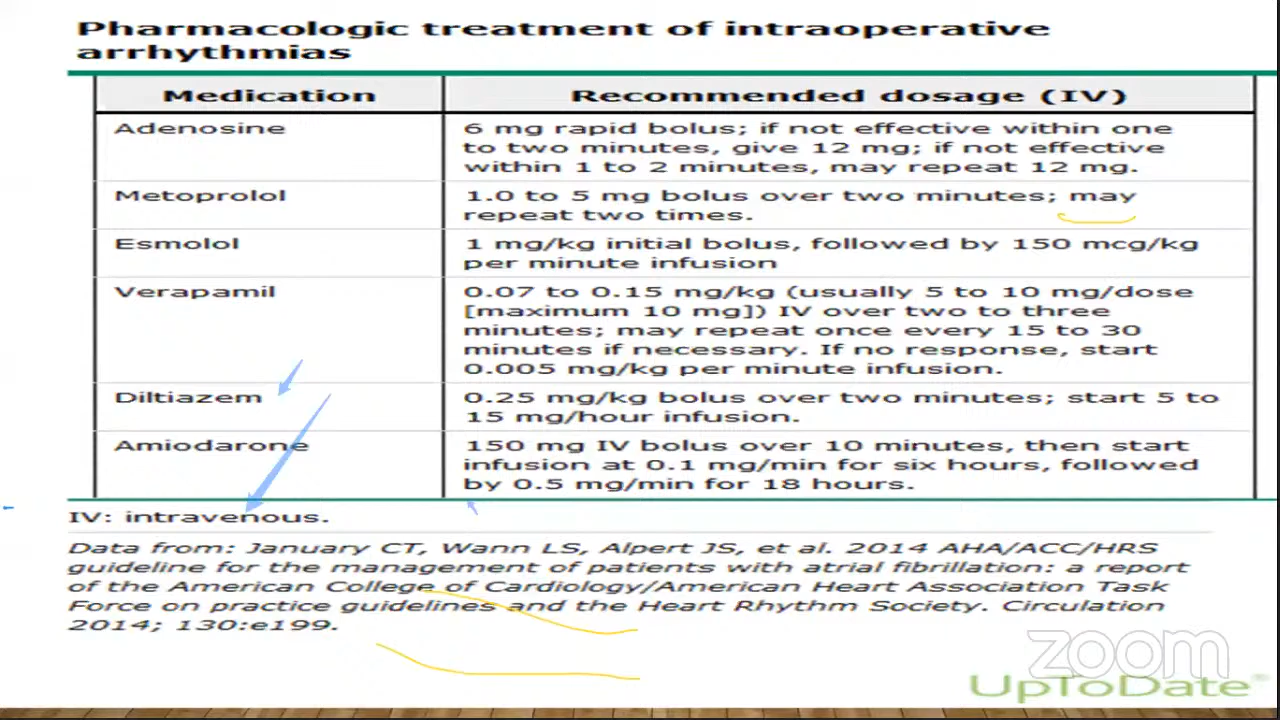 Pharmacologic treatment of intraoperative
arrhythmias
Medication
Recommended dosage (IV)
Adenosine
6 mg rapid bolus; if not effective within one
to two minutes, give 12 mg; if not effective
within 1 to 2 minutes, may repeat 12 mg.
Metoprolol
1.0 to 5 mg bolus over two minutes; may
repeat two times.
Esmolol
1 mg/kg initial bolus, followed by 150 mcg/kg
per minute infusion
Verapamil
0.07 to 0.15 mg/kg (usually 5 to 10 mg/dose
[maximum 10 mg]) IV over two to three
minutes; may repeat once every 15 to 30
minutes if necessary. If no response, start
0.005 mg/kg per minute infusion.
Diltiazem
0.25 mg/kg bolus over two minutes; start 5 to
15 mg/hour infusion.
Amiodarone
150 mg IV bolus over 10 minutes, then start
infusion at 0.1 mg/min for six hours, followed
by 0.5 mg/min for 18 hours.
IV: intravenous.
Data from: January CT, Wann LS, Alpert JS, et al. 2014 AHA/ACC/HRS
guideline for the management of patients with atrial fibrillation: a report
of the American College of Cardiology/American Heart Association Task
Force on practice guidelines and the Heart Rhythm Society. Circulation
2014; 130:e199.
zoom
UpToDate®